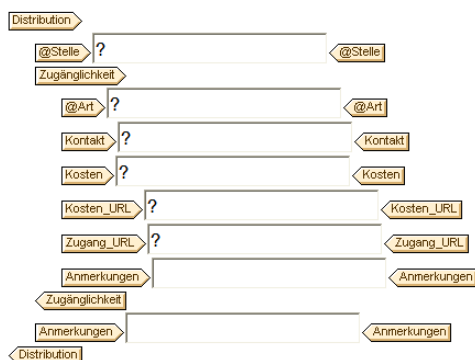 Distribution
@Stelle ? @Stelle
Zugänglichkeit
@Art ? @Art
Kontakt ? Kontakt
Kosten ? Kosten
Kosten_URL ? Kosten_URL
Zugang_URL ? Zugang_URL
Anmerkungen Anmerkungen
Zugänglichkeit
Anmerkungen Anmerkungen
Distribution